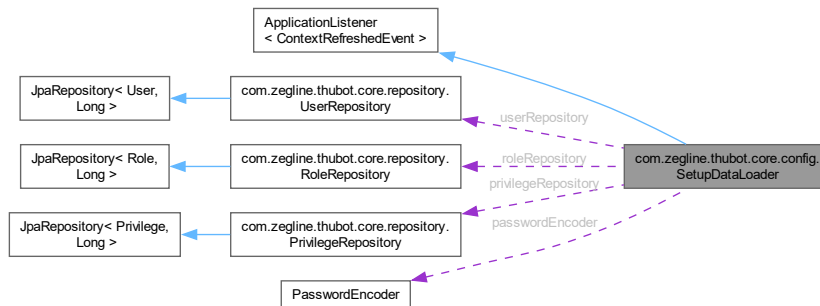 ApplicationListener
< ContextRefreshedEvent >
JpaRepository< User,
Long >
com.zegline.thubot.core.repository.
UserRepository
userRepository
JpaRepository< Role,
Long >
com.zegline.thubot.core.repository.
RoleRepository
roleRepository
com.zegline.thubot.core.config.
SetupDataLoader
privilegeRepository
JpaRepository< Privilege,
Long >
com.zegline.thubot.core.repository.
PrivilegeRepository
passwordEncoder
PasswordEncoder